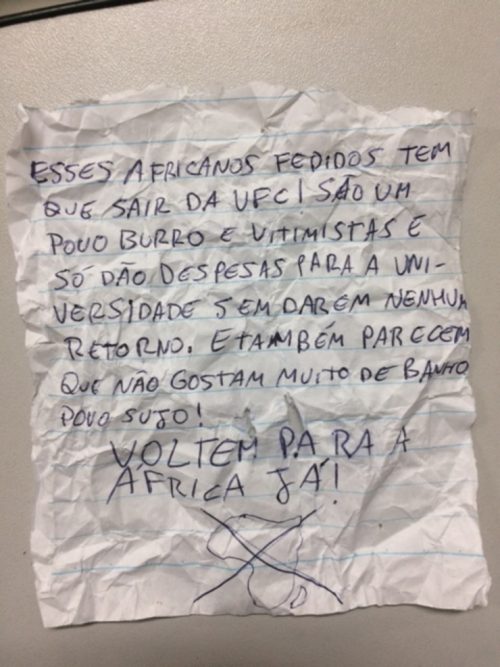 ESSES AFRICANOS FEDIDOS TEM
QUE SAIR DA UFC! SÃO UM
POVO BURRO E VITIMISTAS E
SÓ DÃO DESPESAS PARA A UNI-
VERSIDADE SEM DAREM NENHUM
RETORNO. E TAMBÉM PARECEM
QUE NÃO GOSTAM MUITO DE BANHO
POVO SUJO!
VOLTEM PARA A
ÁFRICA JÁ!